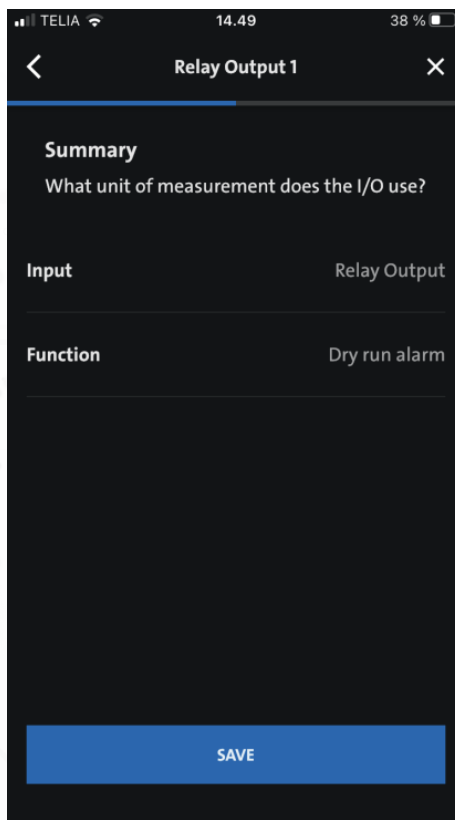 TELIA 14.49 38 %
Relay Output 1
Summary
What unit of measurement does the I/O use?
Input Relay Output
Function Dry run alarm
SAVE